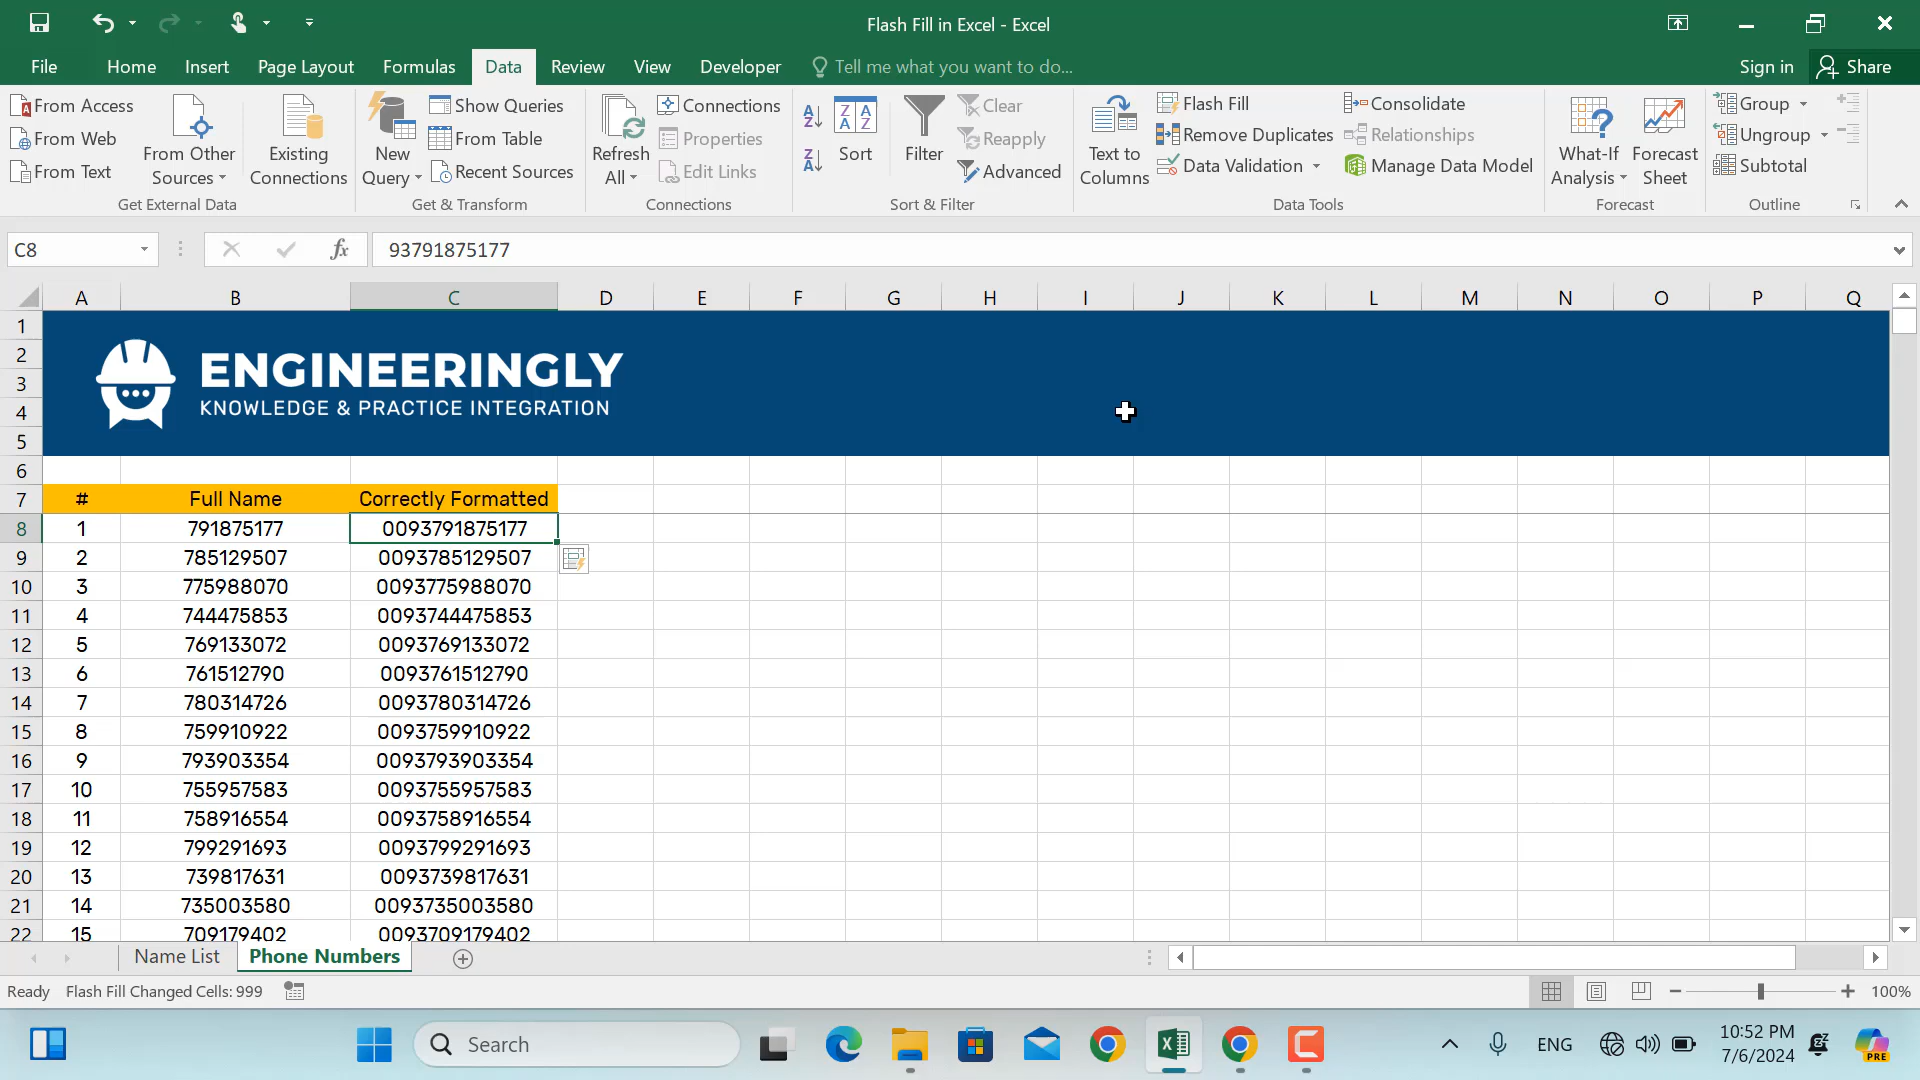 Flash Fill in Excel - Excel
File Home Insert Page Layout Formulas Data Review View Developer Tell me what you want to do... Sign in Share
From Access
From Web
From Text
From Other Sources
Existing Connections
Get External Data
New Query
Show Queries
From Table
Recent Sources
Get & Transform
Refresh All
Connections
Properties
Edit Links
Connections
Sort
Filter
Clear
Reapply
Advanced
Sort & Filter
Text to Columns
Flash Fill
Remove Duplicates
Data Validation
Consolidate
Relationships
Manage Data Model
Data Tools
What-If Analysis
Forecast Sheet
Forecast
Group
Ungroup
Subtotal
Outline
C8 fx 93791875177
A B C D E F G H I J K L M N O P Q
1
2
3
4
5
ENGINEERINGLY
KNOWLEDGE & PRACTICE INTEGRATION
6
7 # Full Name Correctly Formatted
8 1 791875177 0093791875177
9 2 785129507 0093785129507
10 3 775988070 0093775988070
11 4 744475853 0093744475853
12 5 769133072 0093769133072
13 6 761512790 0093761512790
14 7 780314726 0093780314726
15 8 759910922 0093759910922
16 9 793903354 0093793903354
17 10 755957583 0093755957583
18 11 758916554 0093758916554
19 12 799291693 0093799291693
20 13 739817631 0093739817631
21 14 735003580 0093735003580
22 15 709179402 0093709179402
Name List Phone Numbers
Ready Flash Fill Changed Cells: 999 100%
Search ENG 10:52 PM
7/6/2024
PRE